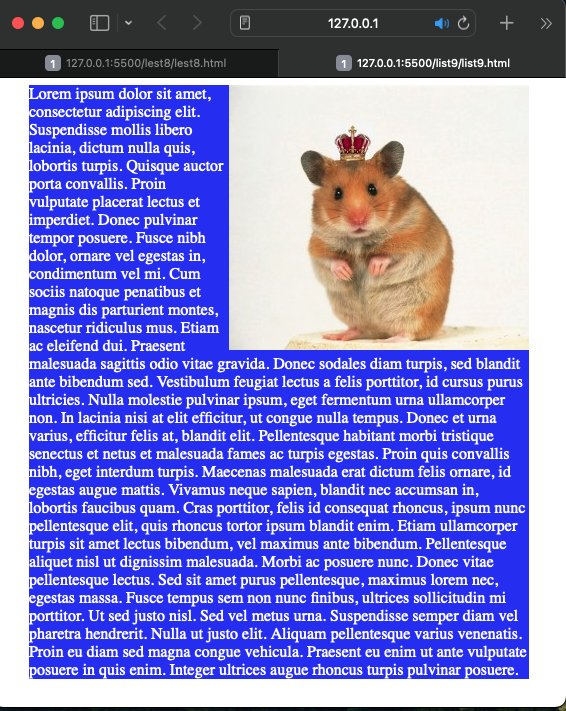 127.0.0.1
1 127.0.0.1:5500/lest8/lest8.html
1 127.0.0.1:5500/list9/list9.html
Lorem ipsum dolor sit amet,
consectetur adipiscing elit.
Suspendisse mollis libero
lacinia, dictum nulla quis,
lobortis turpis. Quisque auctor
porta convallis. Proin
vulputate placerat lectus et
imperdiet. Donec pulvinar
tempor posuere. Fusce nibh
dolor, ornare vel egestas in,
condimentum vel mi. Cum
sociis natoque penatibus et
magnis dis parturient montes,
nascetur ridiculus mus. Etiam
ac eleifend dui. Praesent
malesuada sagittis odio vitae gravida. Donec sodales diam turpis, sed blandit
ante bibendum sed. Vestibulum feugiat lectus a felis porttitor, id cursus purus
ultricies. Nulla molestie pulvinar ipsum, eget fermentum urna ullamcorper
non. In lacinia nisi at elit efficitur, ut congue nulla tempus. Donec et urna
varius, efficitur felis at, blandit elit. Pellentesque habitant morbi tristique
senectus et netus et malesuada fames ac turpis egestas. Proin quis convallis
nibh, eget interdum turpis. Maecenas malesuada erat dictum felis ornare, id
egestas augue mattis. Vivamus neque sapien, blandit nec accumsan in,
lobortis faucibus quam. Cras porttitor, felis id consequat rhoncus, ipsum nunc
pellentesque elit, quis rhoncus tortor ipsum blandit enim. Etiam ullamcorper
turpis sit amet lectus bibendum, vel maximus ante bibendum. Pellentesque
aliquet nisl ut dignissim malesuada. Morbi ac posuere nunc. Donec vitae
pellentesque lectus. Sed sit amet purus pellentesque, maximus lorem nec,
egestas massa. Fusce tempus sem non nunc finibus, ultrices sollicitudin mi
porttitor. Ut sed justo nisl. Sed vel metus urna. Suspendisse semper diam vel
pharetra hendrerit. Nulla ut justo elit. Aliquam pellentesque varius venenatis.
Proin eu diam sed magna congue vehicula. Praesent eu enim ut ante vulputate
posuere in quis enim. Integer ultrices augue rhoncus turpis pulvinar posuere.